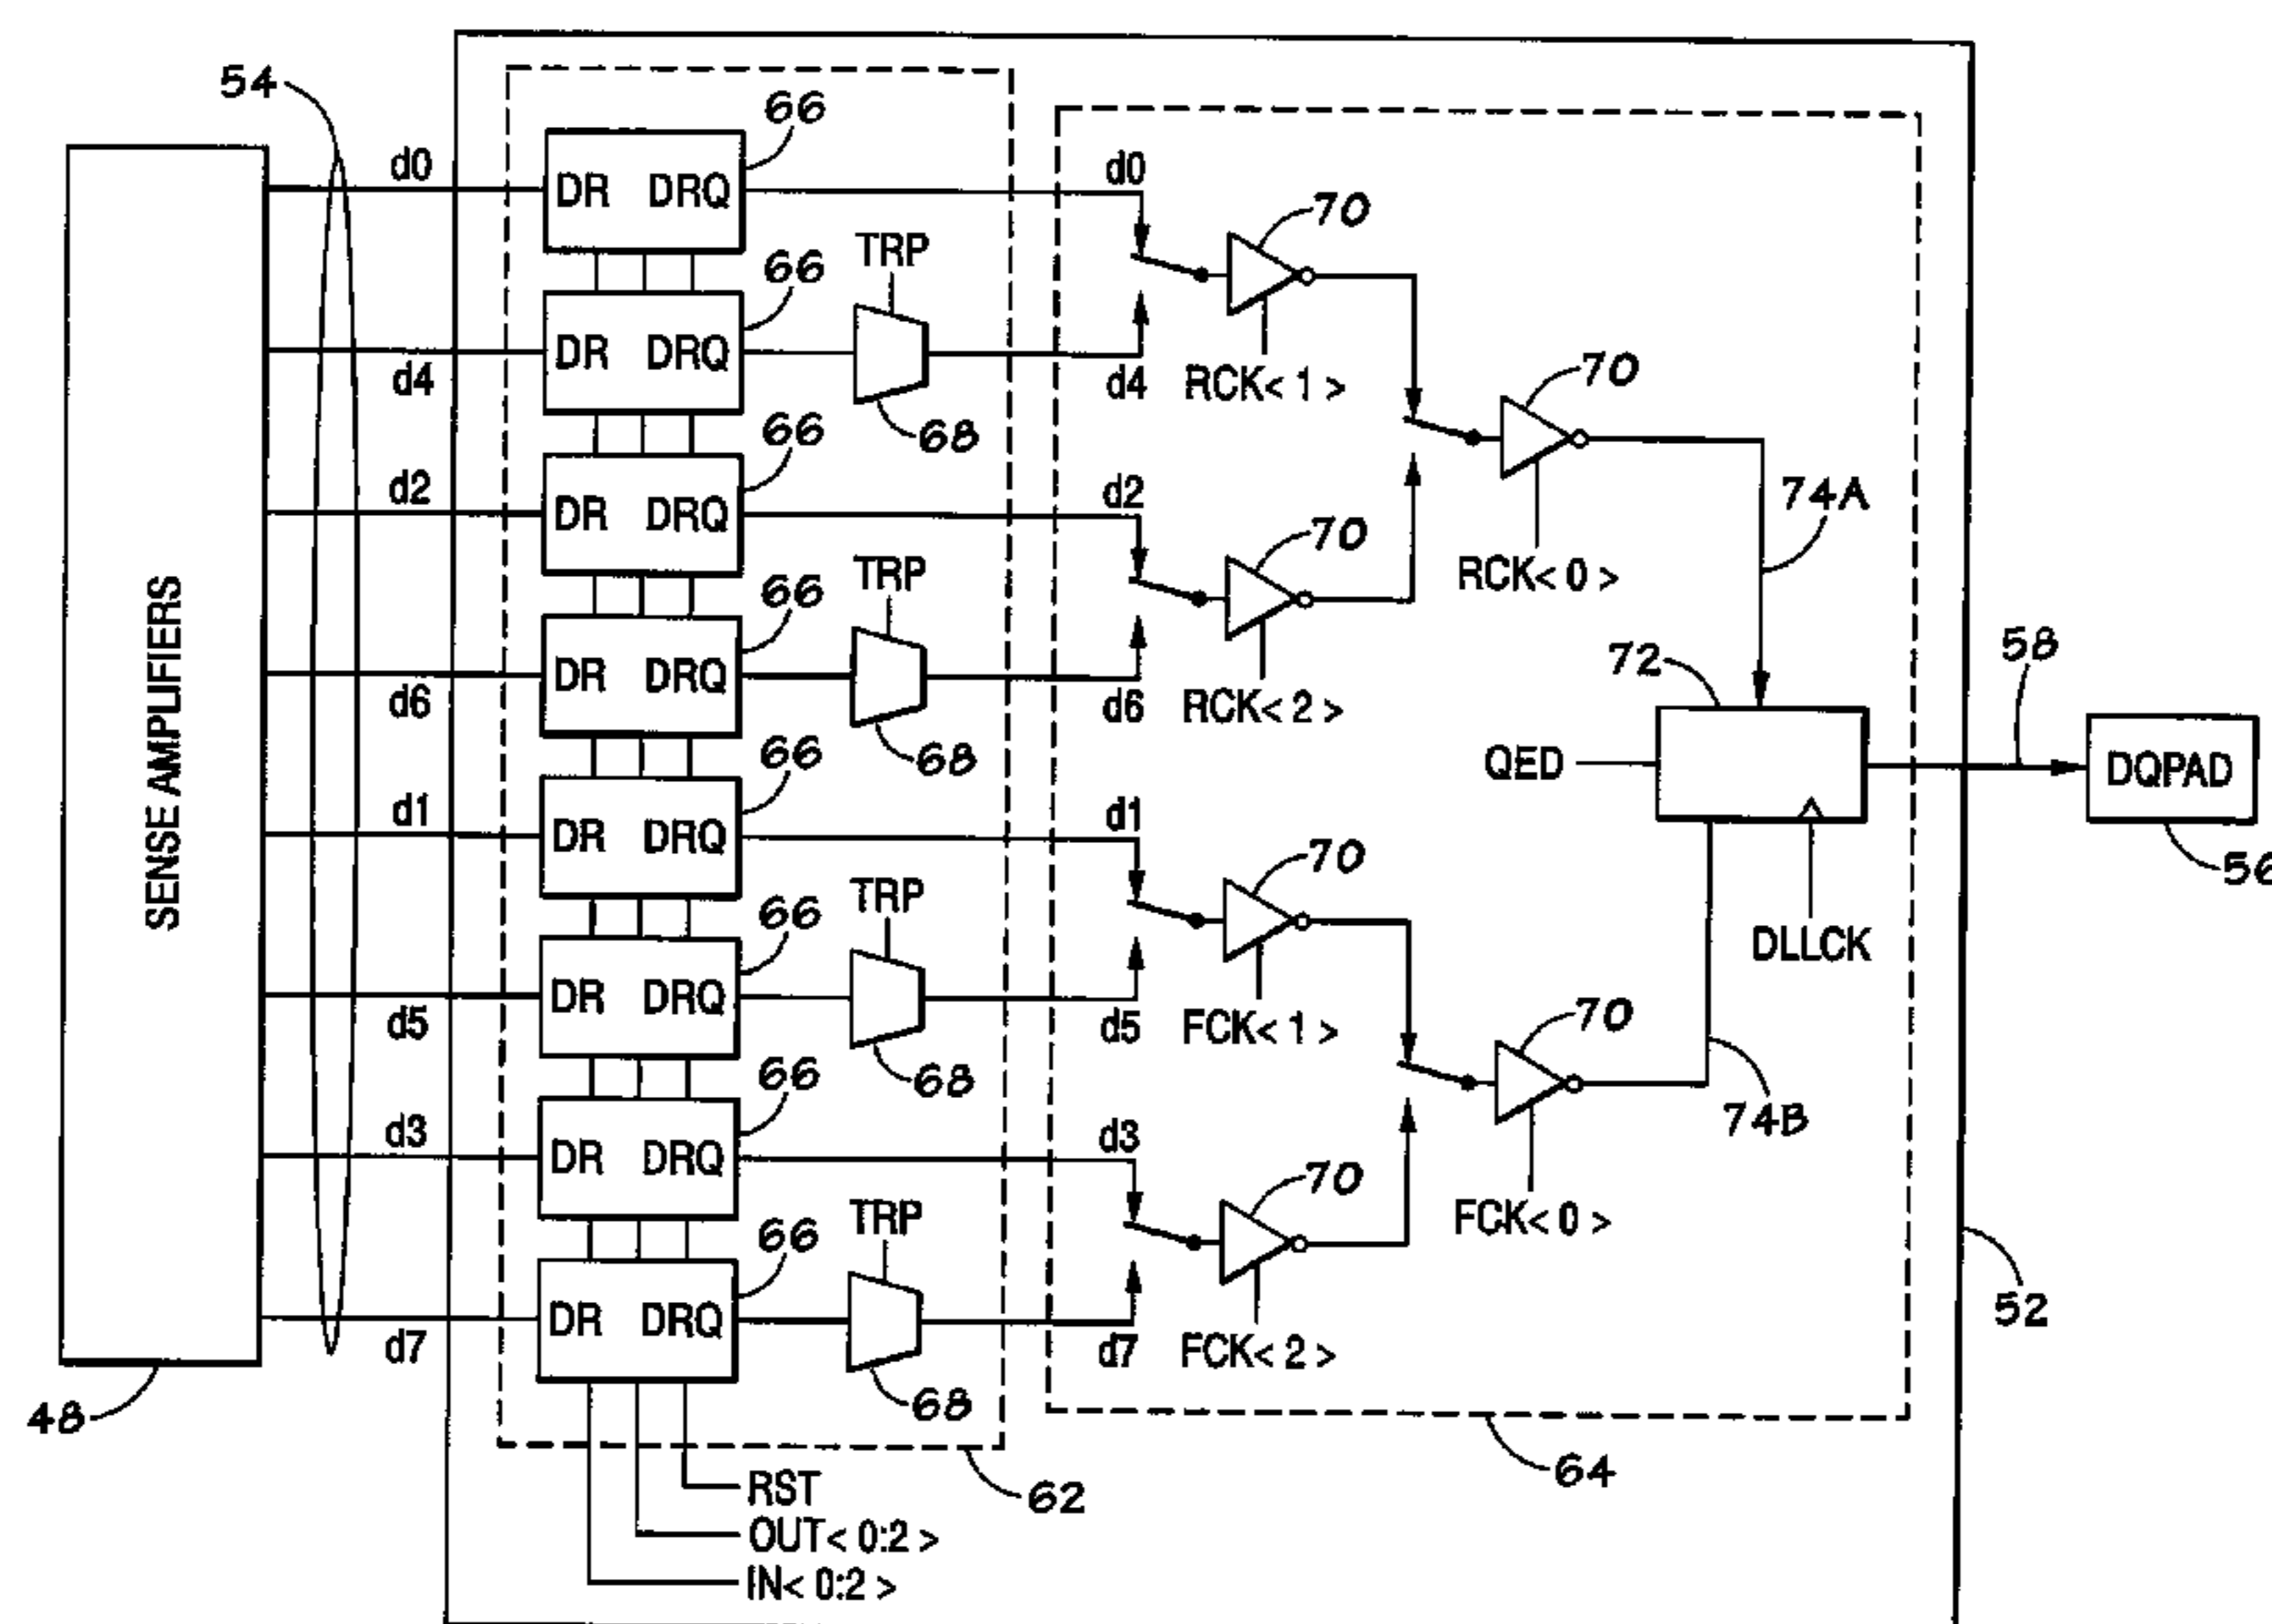 54
66
d0
DR DRQ
d0
70
TRP
66
70
DR DRQ
d4
d4
RCK< 1 >
66
68
d2
DR DRQ
d2
74A
TRP
70
RCK< 0 >
66
58
SENSE AMPLIFIERS
72
DR DRQ
d6
d6
RCK< 2 >
66
68
QED
DQPAD
d1
DR DRQ
d1
70
56
TRP
66
DLLCK
DR DRQ
d5
d5
FCK< 1 >
70
66
68
d3
DR DRQ
d3
74B
TRP
70
FCK< 0 >
66
52
DR DRQ
d7
d7
FCK< 2 >
48
68
64
RST
62
OUT< 0:2 >
IN< 0:2 >